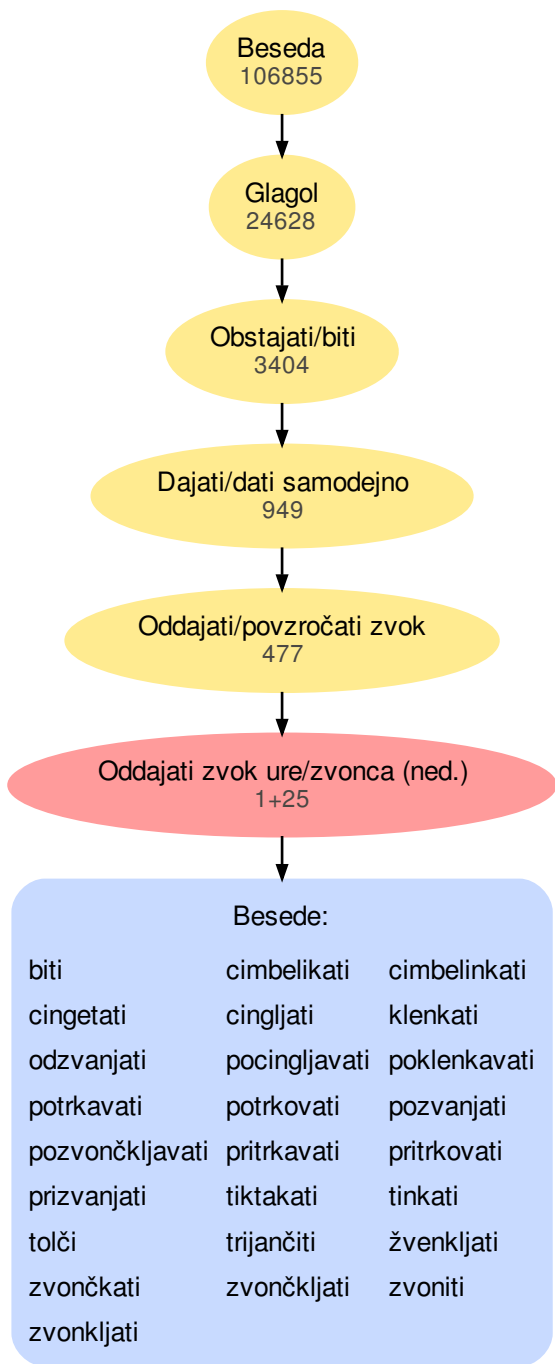 Beseda
106855
Glagol
24628
Obstajati/biti
3404
Dajati/dati samodejno
949
Oddajati/povzročati zvok
477
Oddajati zvok ure/zvonca (ned.)
1+25
Besede:
biti cimbelikati cimbelinkati
cingetati cingljati klenkati
odzvanjati pocingljavati poklenkavati
potrkavati potrkovati pozvanjati
pozvončkljavati pritrkavati pritrkovati
prizvanjati tiktakati tinkati
tolči trijančiti žvenkljati
zvončkati zvončkljati zvoniti
zvonkljati